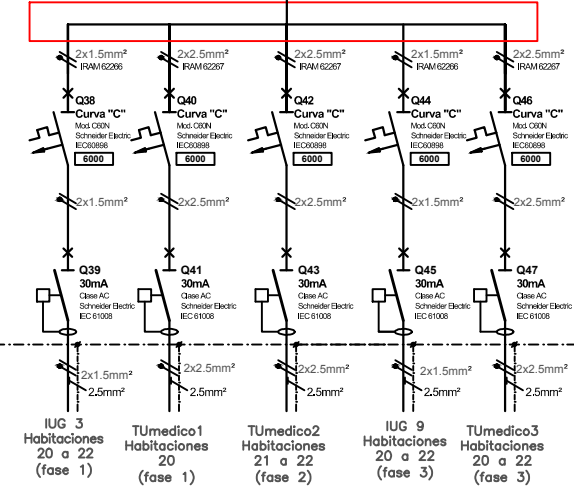 2x1.5mm²
IRAM 62266
Q38
Curva "C"
Mod. C60N
Schneider Electric
IEC60898
6000
2x1.5mm²
Q39
30mA
Clase AC
Schneider Electric
IEC 61008
2x1.5mm²
2.5mm²
IUG 3
Habitaciones
20 a 22
(fase 1)
2x2.5mm²
IRAM 62267
Q40
Curva "C"
Mod. C60N
Schneider Electric
IEC60898
6000
2x2.5mm²
Q41
30mA
Clase AC
Schneider Electric
IEC 61008
2x2.5mm²
2.5mm²
TUmedico1
Habitaciones
20
(fase 1)
2x2.5mm²
IRAM 62267
Q42
Curva "C"
Mod. C60N
Schneider Electric
IEC60898
6000
2x2.5mm²
Q43
30mA
Clase AC
Schneider Electric
IEC 61008
2x2.5mm²
2.5mm²
TUmedico2
Habitaciones
21 a 22
(fase 2)
2x1.5mm²
IRAM 62266
Q44
Curva "C"
Mod. C60N
Schneider Electric
IEC60898
6000
2x1.5mm²
Q45
30mA
Clase AC
Schneider Electric
IEC 61008
2x1.5mm²
2.5mm²
IUG 9
Habitaciones
20 a 22
(fase 3)
2x2.5mm²
IRAM 62267
Q46
Curva "C"
Mod. C60N
Schneider Electric
IEC60898
6000
2x2.5mm²
Q47
30mA
Clase AC
Schneider Electric
IEC 61008
2x2.5mm²
2.5mm²
TUmedico3
Habitaciones
20 a 22
(fase 3)